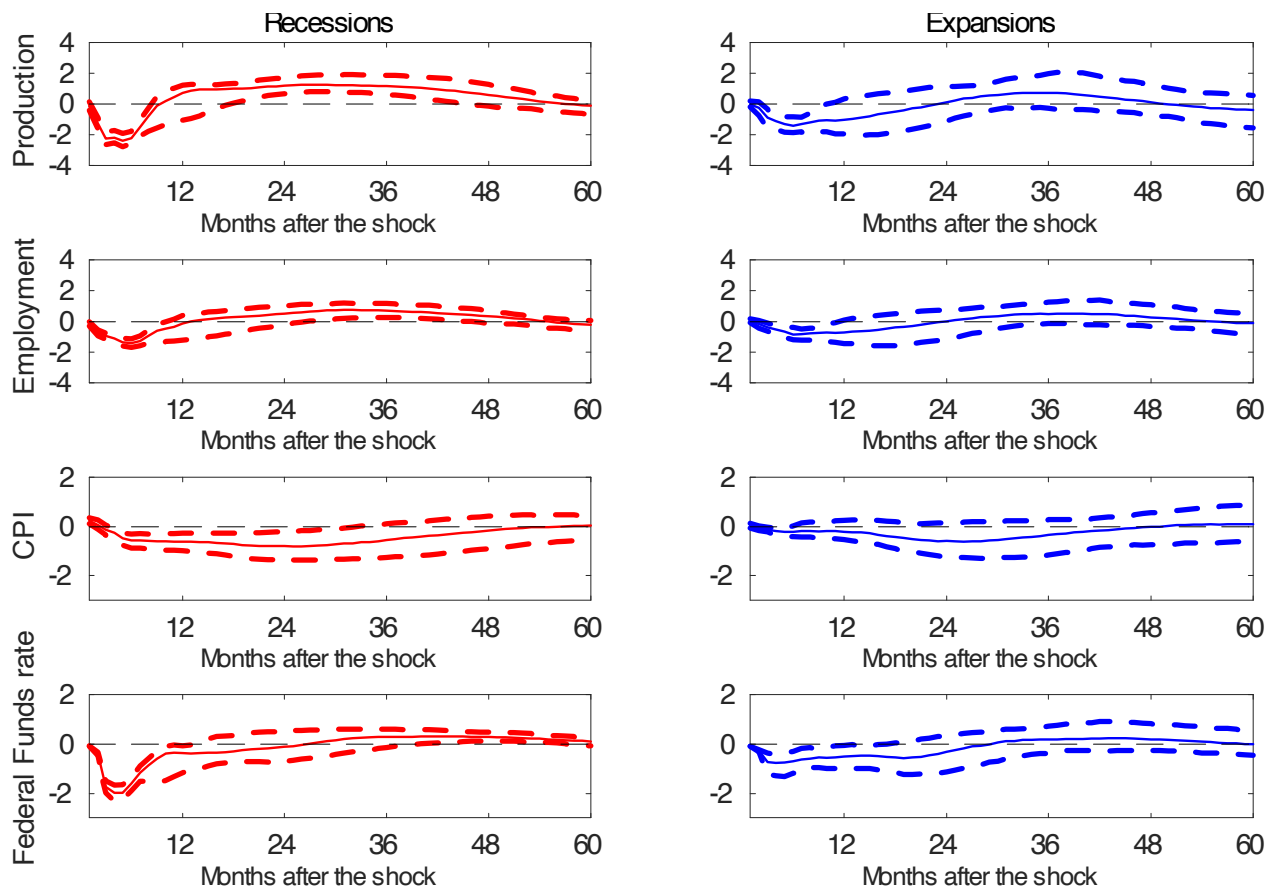 Recessions
Expansions
Production
4
2
0
-2
-4
12 24 36 48 60
Months after the shock
4
2
0
-2
-4
12 24 36 48 60
Months after the shock
Employment
4
2
0
-2
-4
12 24 36 48 60
Months after the shock
4
2
0
-2
-4
12 24 36 48 60
Months after the shock
CPI
2
0
-2
12 24 36 48 60
Months after the shock
2
0
-2
12 24 36 48 60
Months after the shock
Federal Funds rate
2
0
-2
12 24 36 48 60
Months after the shock
2
0
-2
12 24 36 48 60
Months after the shock